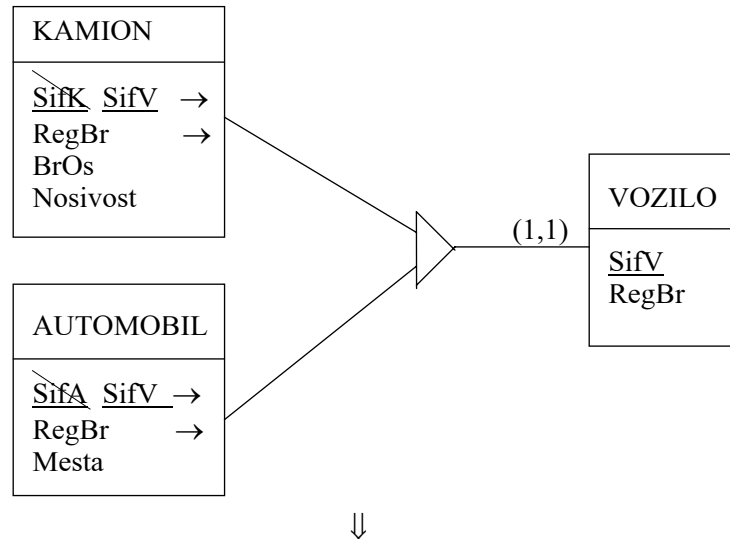 KAMION
SifK SifV →
RegBr →
BrOs
Nosivost
(1,1)
VOZILO
SifV
RegBr
AUTOMOBIL
SifA SifV →
RegBr →
Mesta
⇓